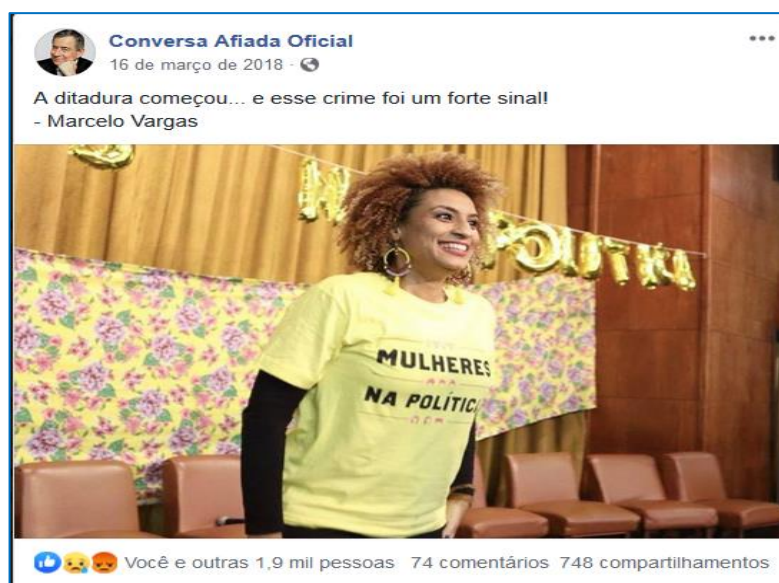 Conversa Afiada Oficial
16 de março de 2018 ·
A ditadura começou... e esse crime foi um forte sinal!
- Marcelo Vargas
POLÍTICA
MULHERES
NA POLÍTIC
Você e outras 1,9 mil pessoas 74 comentários 748 compartilhamentos